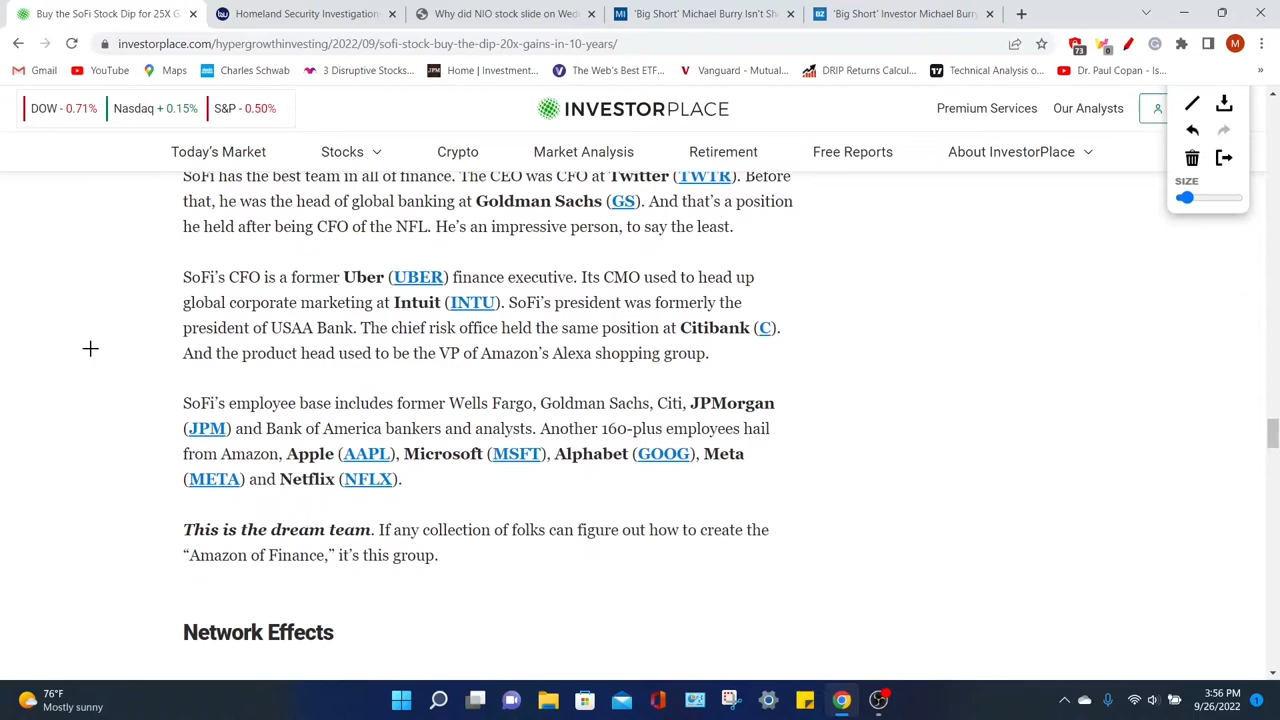 Buy the SoFi Stock Dip for 25X G
Homeland Security Investigation
Why did NIO stock slide on Wed
MI
'Big Short' Michael Burry Isn't Sh
BZ
'Big Short' Investor Michael Burry
investorplace.com/hypergrowthinvesting/2022/09/sofi-stock-buy-the-dip-20x-gains-in-10-years/
73
0
M
Gmail
YouTube
Maps
Charles Schwab
3 Disruptive Stocks...
JPM
Home | Investment...
The Web's Best ETF...
V
Vanguard - Mutual...
DRIP Returns Calcul...
Technical Analysis o...
Dr. Paul Copan - Is...
»
DOW - 0.71%
Nasdaq + 0.15%
S&P - 0.50%
INVESTORPLACE
Premium Services
Our Analysts
Today's Market
Stocks
Crypto
Market Analysis
Retirement
Free Reports
About InvestorPlace
SIZE
SoFi has the best team in all of finance. The CEO was CFO at Twitter (TWTR). Before
that, he was the head of global banking at Goldman Sachs (GS). And that's a position
he held after being CFO of the NFL. He's an impressive person, to say the least.
SoFi's CFO is a former Uber (UBER) finance executive. Its CMO used to head up
global corporate marketing at Intuit (INTU). SoFi's president was formerly the
president of USAA Bank. The chief risk office held the same position at Citibank (C).
And the product head used to be the VP of Amazon's Alexa shopping group.
SoFi's employee base includes former Wells Fargo, Goldman Sachs, Citi, JPMorgan
(JPM) and Bank of America bankers and analysts. Another 160-plus employees hail
from Amazon, Apple (AAPL), Microsoft (MSFT), Alphabet (GOOG), Meta
(META) and Netflix (NFLX).
This is the dream team. If any collection of folks can figure out how to create the
“Amazon of Finance,” it's this group.
Network Effects
76°F
Mostly sunny
3:56 PM
9/26/2022
1